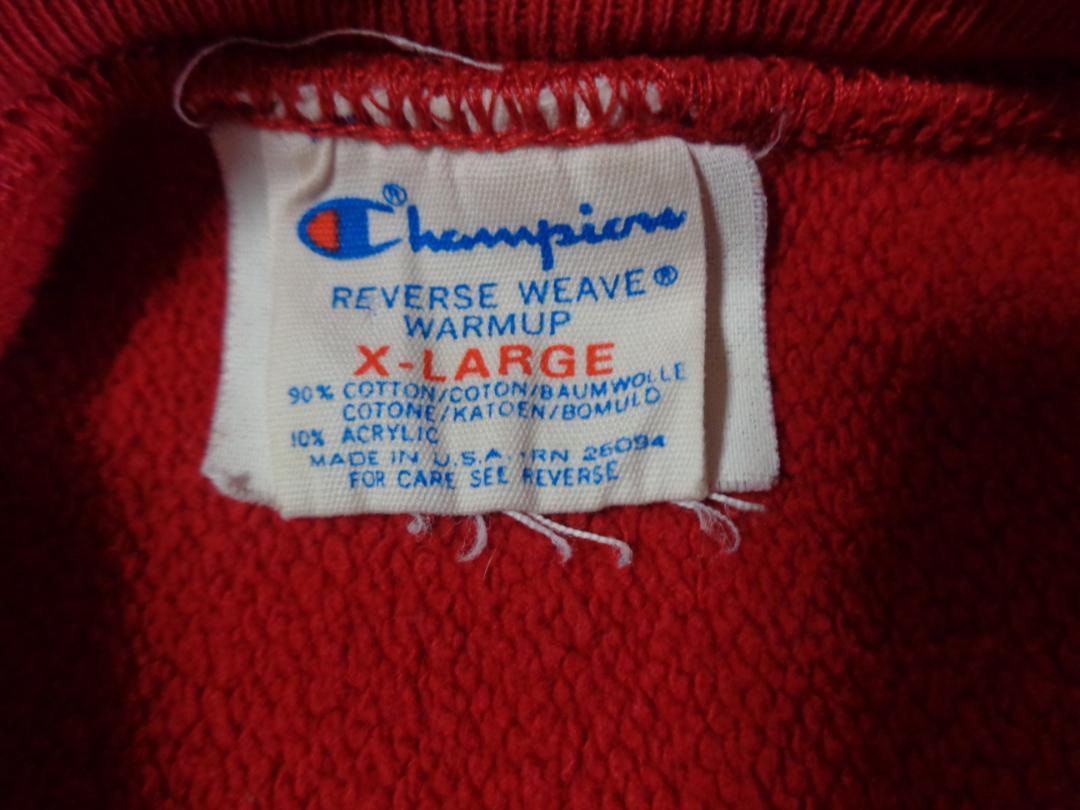 Champion®
REVERSE WEAVE®
WARMUP
X-LARGE
90% COTTON/COTON/BAUMWOLLE
COTONE/KATOEN/BOMULD
10% ACRYLIC
MADE IN U.S.A. · RN 26094
FOR CARE SEE REVERSE